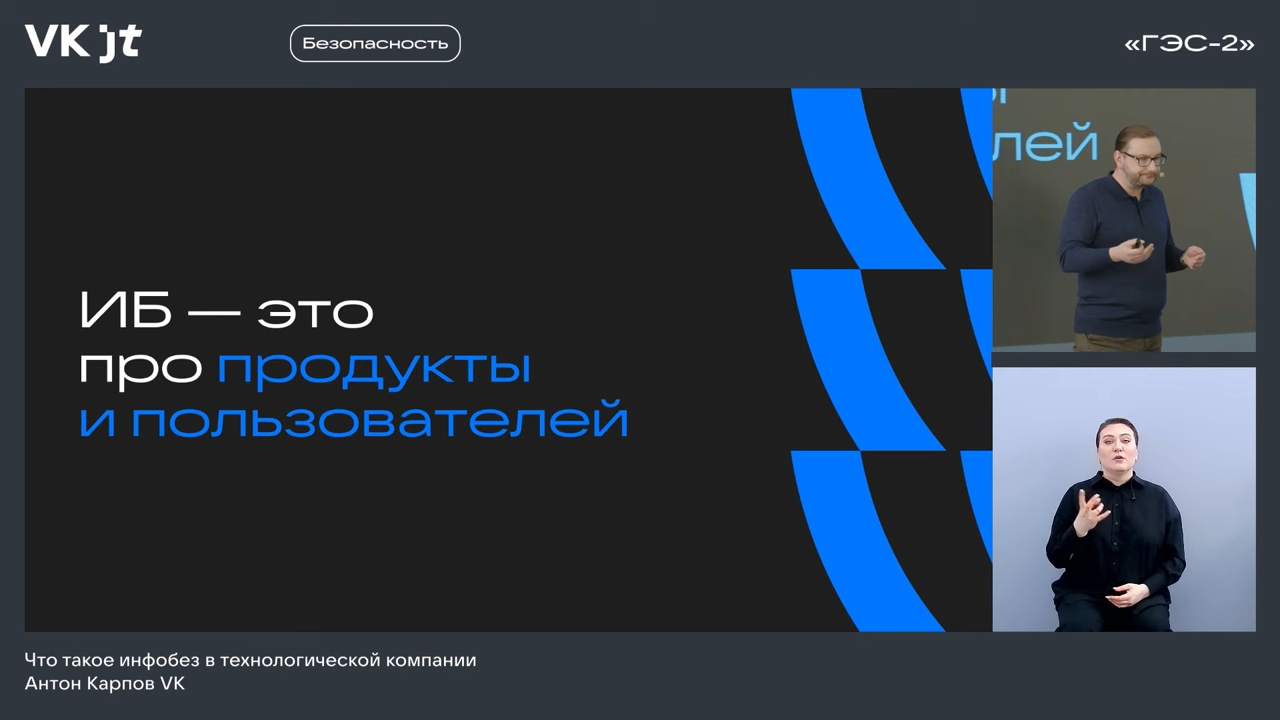 VK jt
Безопасность
«ГЭС-2»
ИБ — это
про продукты
и пользователей
лей
Что такое инфобез в технологической компании
Антон Карпов VK